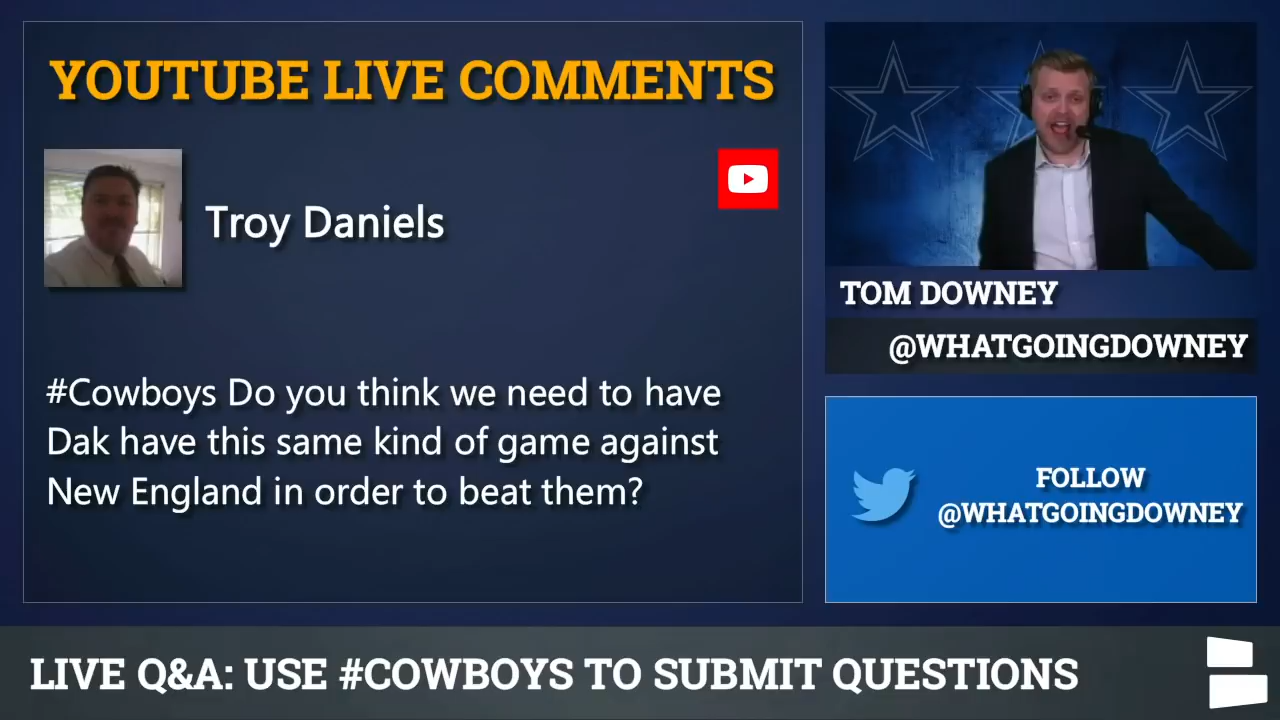 YOUTUBE LIVE COMMENTS
Troy Daniels
#Cowboys Do you think we need to have
Dak have this same kind of game against
New England in order to beat them?
TOM DOWNEY
@WHATGOINGDOWNEY
FOLLOW
@WHATGOINGDOWNEY
LIVE Q&A: USE #COWBOYS TO SUBMIT QUESTIONS